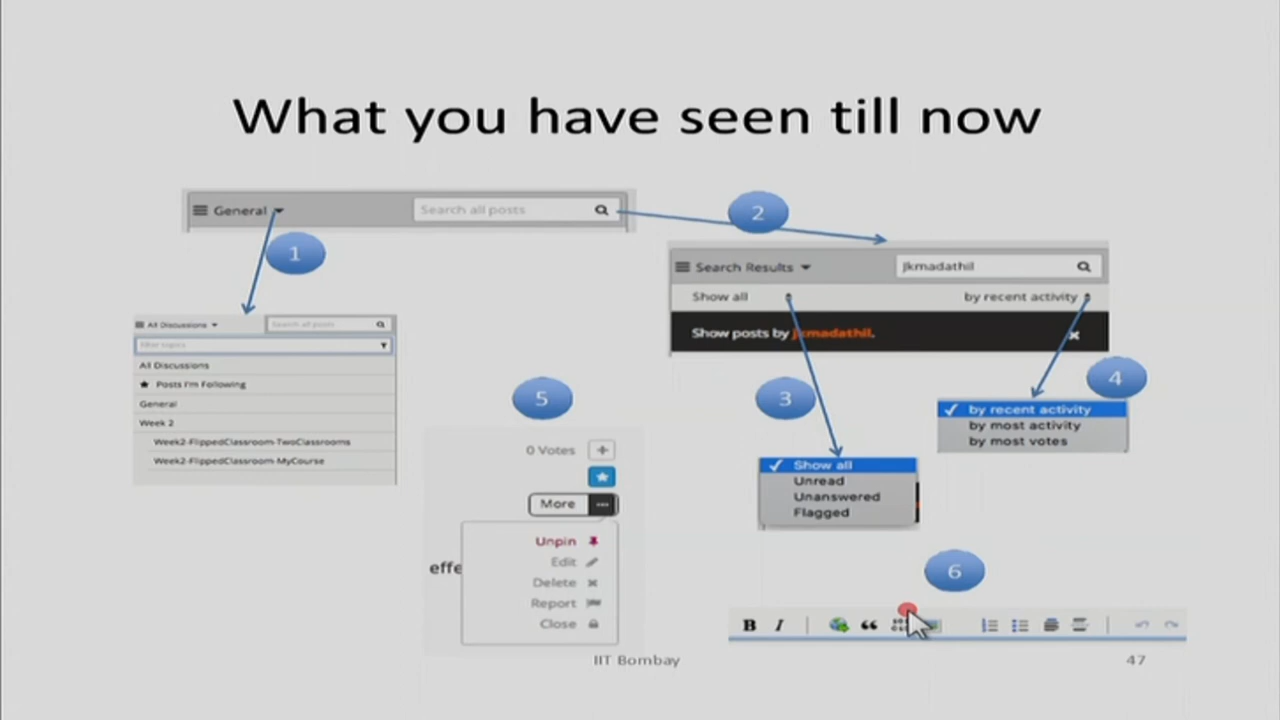 What you have seen till now
General
Search all posts
1
2
Search Results
Jkmadathil
Show all
by recent activity
Show posts by jkmadathil.
All Discussions
Search all posts
Filter topics
All Discussions
Posts I'm Following
General
Week 2
Week2-FlippedClassroom-TwoClassrooms
Week2-FlippedClassroom-MyCourse
3
Show all
Unread
Unanswered
Flagged
4
by recent activity
by most activity
by most votes
5
0 Votes
More
Unpin
Edit
Delete
Report
Close
effe
6
B I
IIT Bombay
47